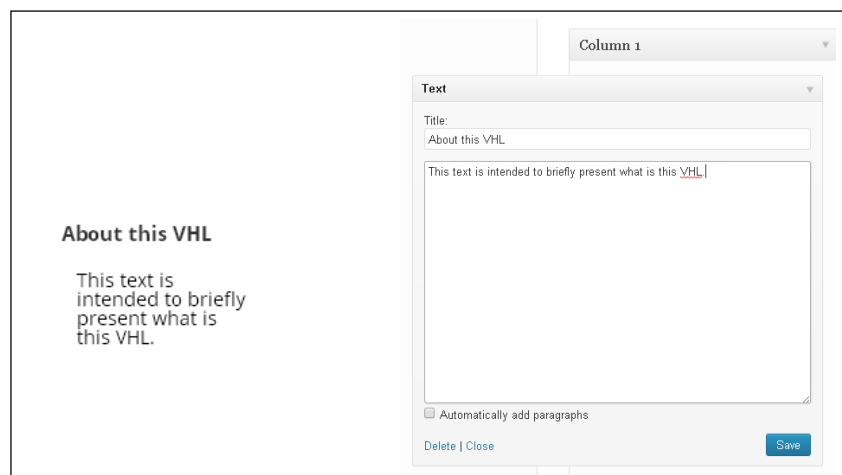 About this VHL
This text is
intended to briefly
present what is
this VHL.
Column 1
Text
Title:
About this VHL
This text is intended to briefly present what is this VHL.
Automatically add paragraphs
Delete | Close
Save